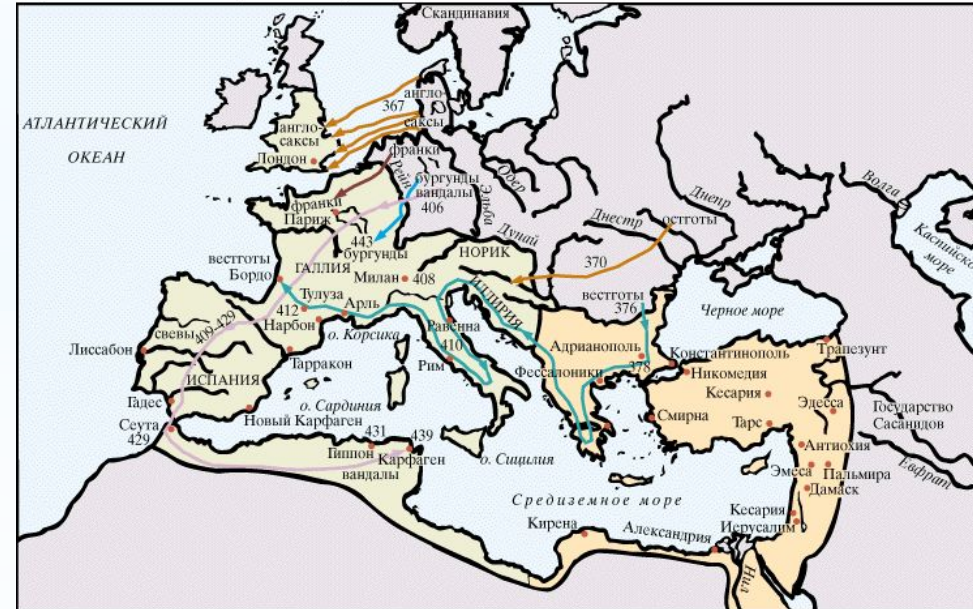 Скандинавия
АТЛАНТИЧЕСКИЙ
ОКЕАН
англо-
саксы
367
англо-
саксы
Лондон
франки
Рейн
бургунды
вандалы
406
Эльба
Одер
франки
Париж
443
бургунды
Дунай
Днестр
Днепр
остготы
Волга
Каспийско
море
370
НОРИК
вестготы
Бордо
ГАЛЛИЯ
Милан
408
ИЛЛИРИЯ
вестготы
376
Черное море
Тулуза
412
Арль
Нарбон
о. Корсика
Равенна
410
Рим
Адрианополь
378
Фессалоники
Константинополь
Никомедия
Трапезунт
свевы
409-429
Лиссабон
Тарракон
ИСПАНИЯ
о. Сардиния
Кесария
Эдесса
Государство
Сасанидов
Смирна
Тарс
Гадес
Новый Карфаген
Сеута
429
431
439
Гиппон
Карфаген
вандалы
о. Сицилия
Антиохия
Евфрат
Эмеса
Пальмира
Дамаск
Средиземное море
Кесария
Иерусалим
Кирена
Александрия
Нил